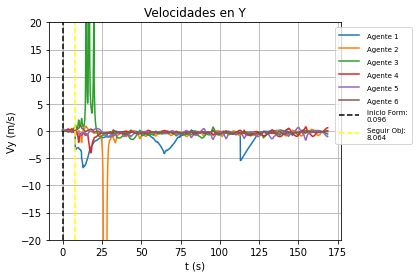 Velocidades en Y
Vy (m/s)
20
15
10
5
0
−5
−10
−15
−20
0
25
50
75
100
125
150
175
t (s)
Agente 1
Agente 2
Agente 3
Agente 4
Agente 5
Agente 6
Inicio Form:
0.096
Seguir Obj:
8.064